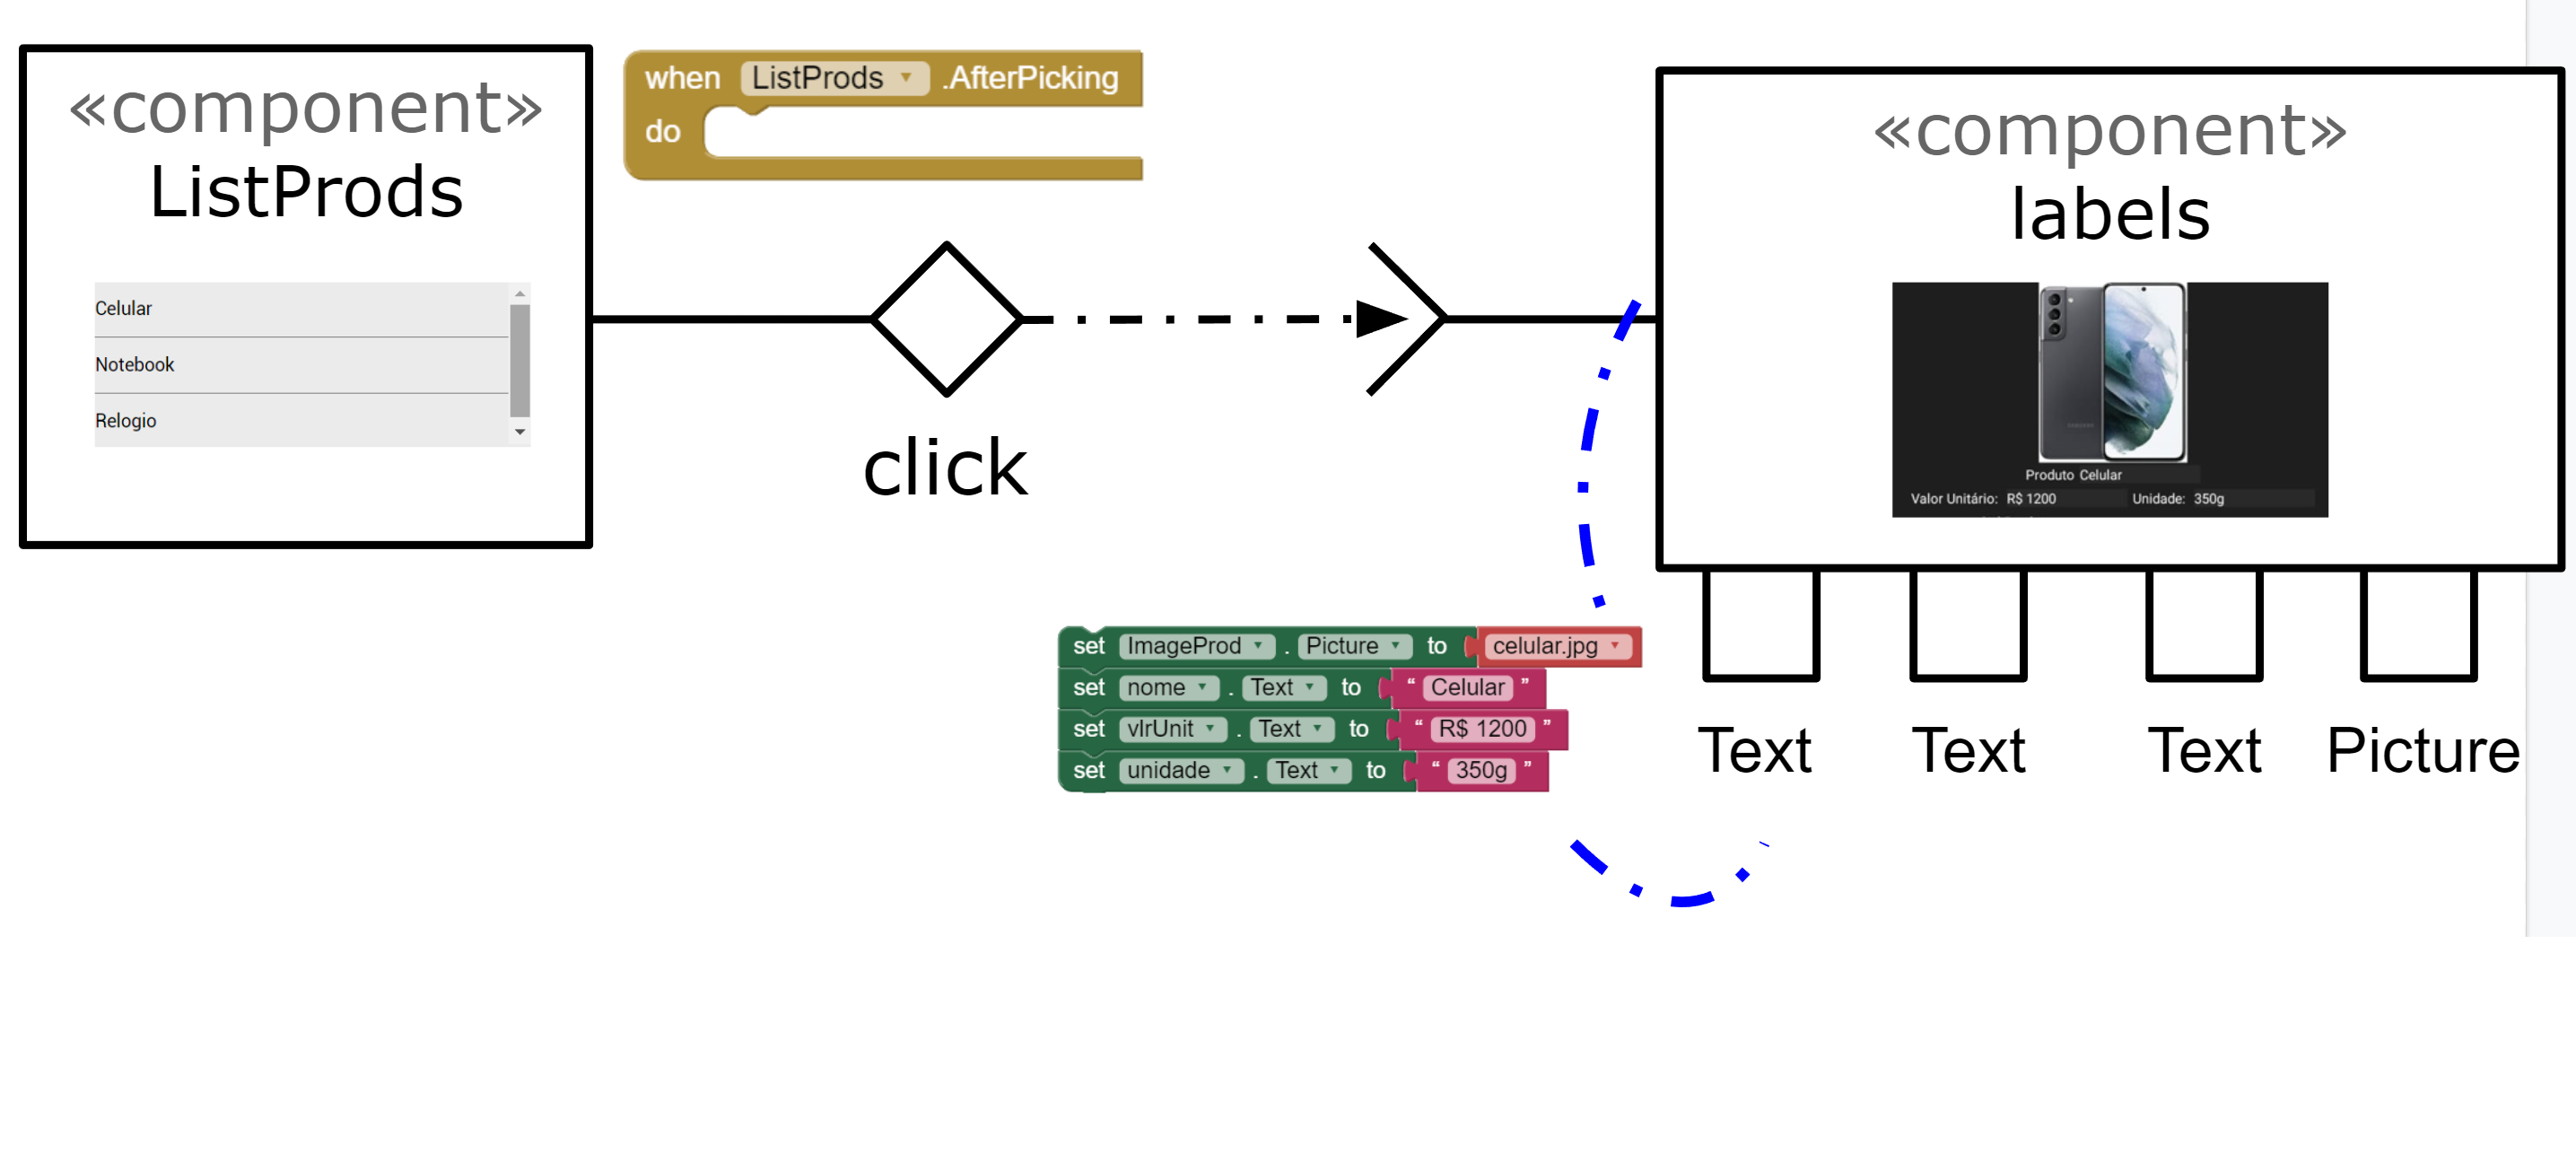 «component»
ListProds
Celular
Notebook
Relogio
when ListProds .AfterPicking
do
click
«component»
labels
SAMSUNG
Produto Celular
Valor Unitário: R$ 1200 Unidade: 350g
set ImageProd . Picture to celular.jpg
set nome . Text to “ Celular ”
set vlrUnit . Text to “ R$ 1200 ”
set unidade . Text to “ 350g ”
Text Text Text Picture